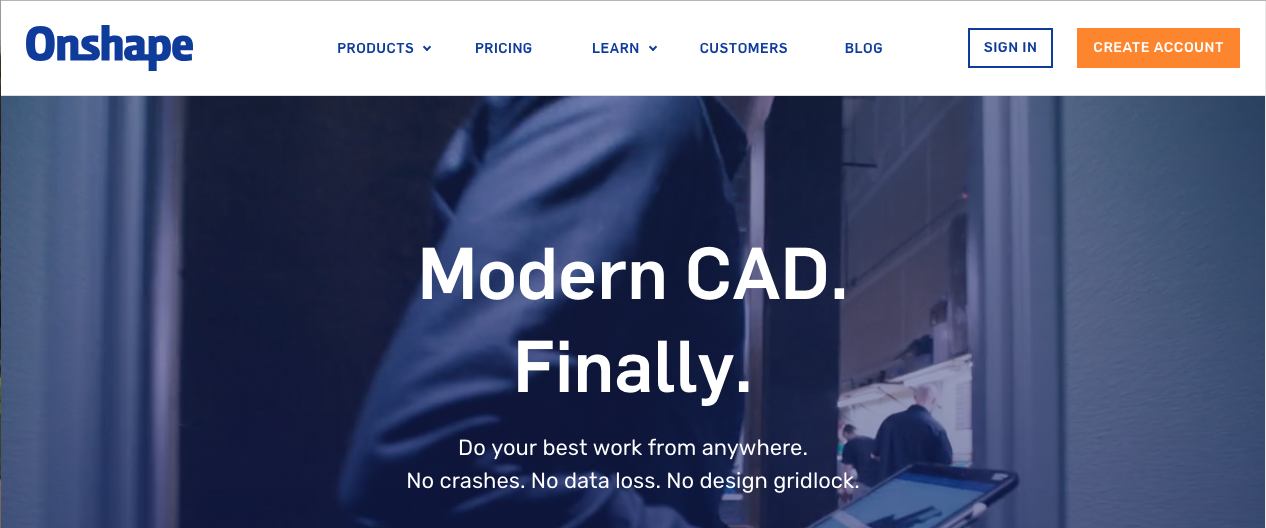 Onshape
PRODUCTS
PRICING
LEARN
CUSTOMERS
BLOG
SIGN IN
CREATE ACCOUNT
Modern CAD.
Finally.
Do your best work from anywhere.
No crashes. No data loss. No design gridlock.